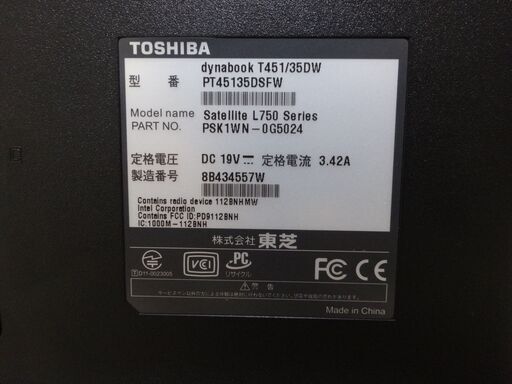 TOSHIBA
dynabook T451/35DW
型 番 PT45135DSFW
Model name Satellite L750 Series
PART NO. PSK1WN-0G5024
定格電圧 DC 19V 定格電流 3.42A
製造番号 8B434557W
Contains radio device 112BNHMW
Intel Corporation
Contains FCC ID:PD9112BNH
IC:1000M-112BNH
株式会社 東芝
VCCI PC
リサイクル
D11-0023005
FC CE
警告
Made in China